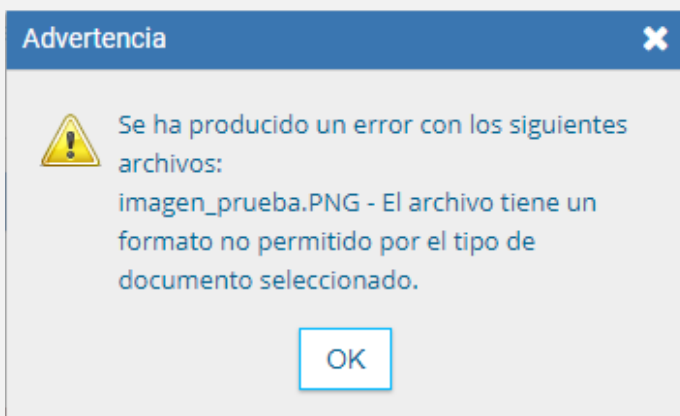 Advertencia
Se ha producido un error con los siguientes
archivos:
imagen_prueba.PNG - El archivo tiene un
formato no permitido por el tipo de
documento seleccionado.
OK